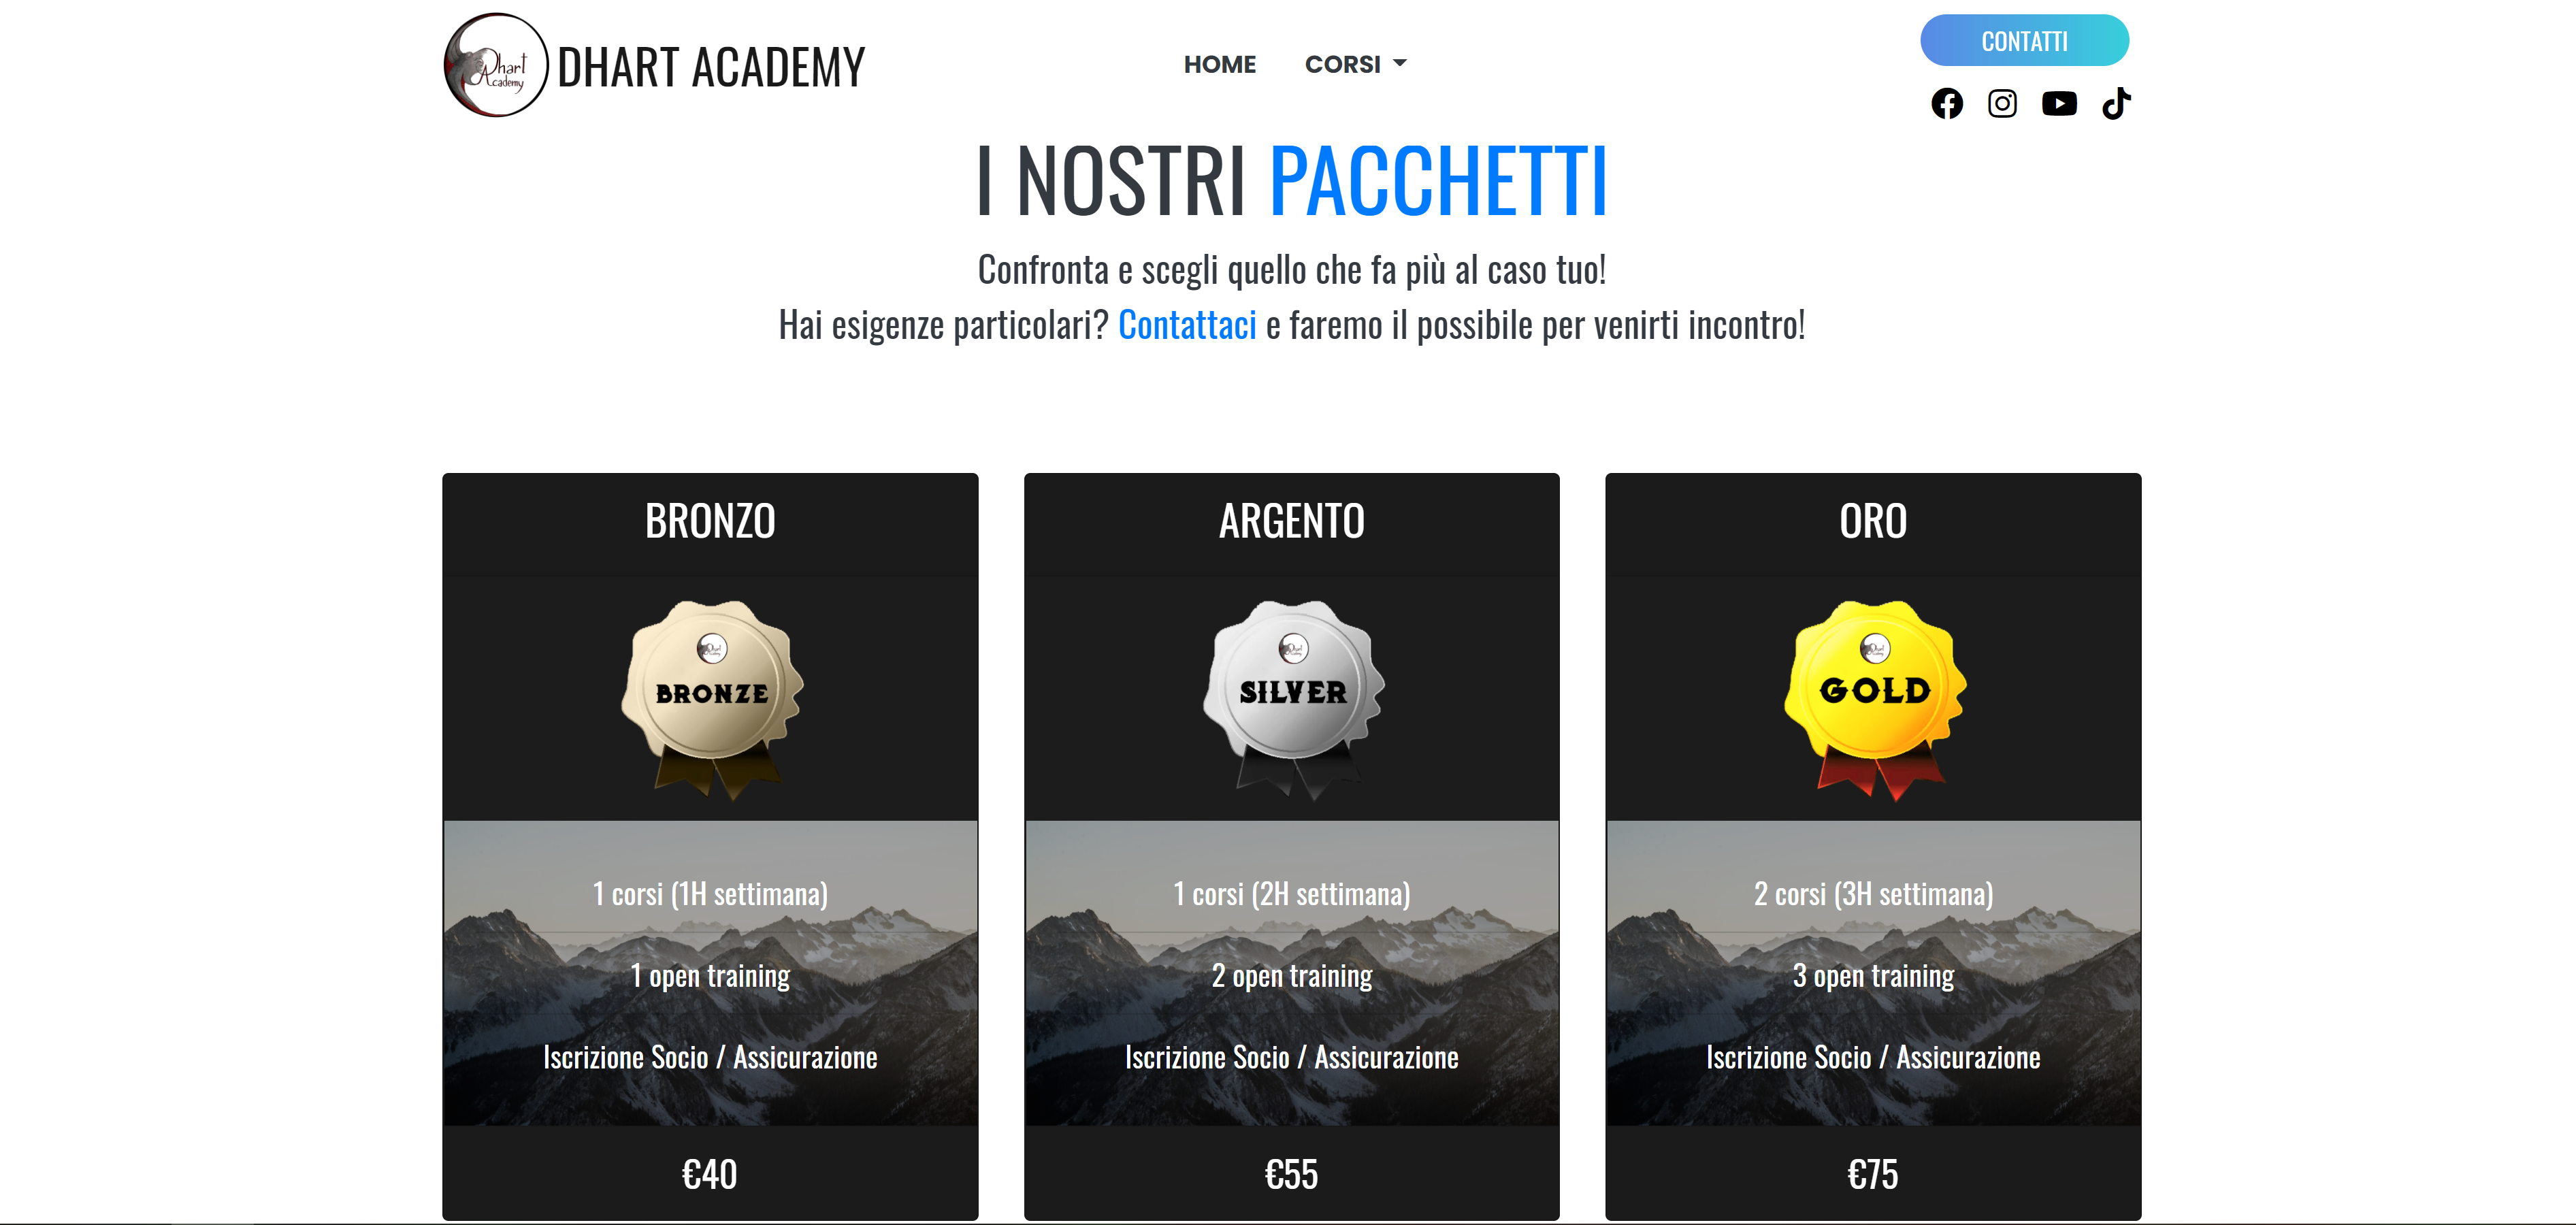 Dhart
Academy
DHART ACADEMY
HOME
CORSI
CONTATTI
I NOSTRI PACCHETTI
Confronta e scegli quello che fa più al caso tuo!
Hai esigenze particolari? Contattaci e faremo il possibile per venirti incontro!
BRONZO
BRONZE
1 corsi (1H settimana)
1 open training
Iscrizione Socio / Assicurazione
€40
ARGENTO
SILVER
1 corsi (2H settimana)
2 open training
Iscrizione Socio / Assicurazione
€55
ORO
GOLD
2 corsi (3H settimana)
3 open training
Iscrizione Socio / Assicurazione
€75